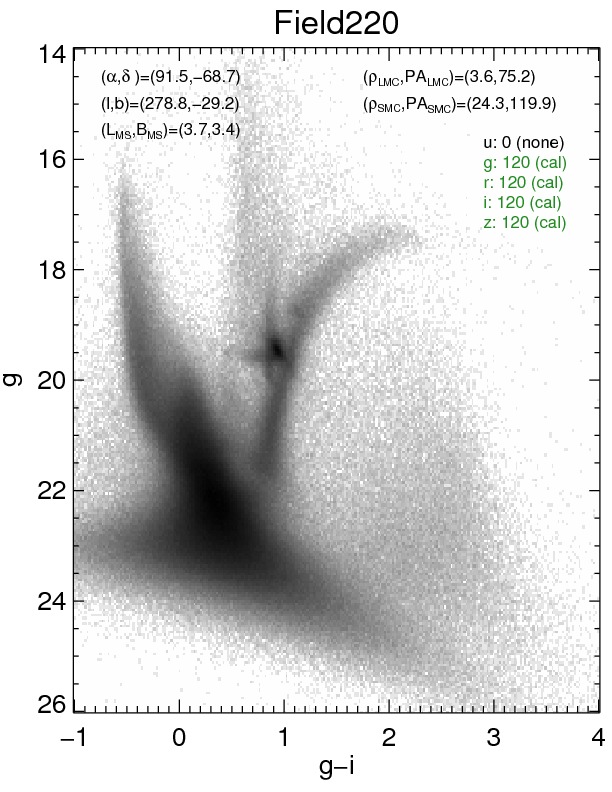 Field220
(α,δ )=(91.5,−68.7)
(l,b)=(278.8,−29.2)
(LMS,BMS)=(3.7,3.4)
(ρLMC,PALMC)=(3.6,75.2)
(ρSMC,PASMC)=(24.3,119.9)
u: 0 (none)
g: 120 (cal)
r: 120 (cal)
i: 120 (cal)
z: 120 (cal)
14
16
18
20
22
24
26
g
−1 0 1 2 3 4
g−i